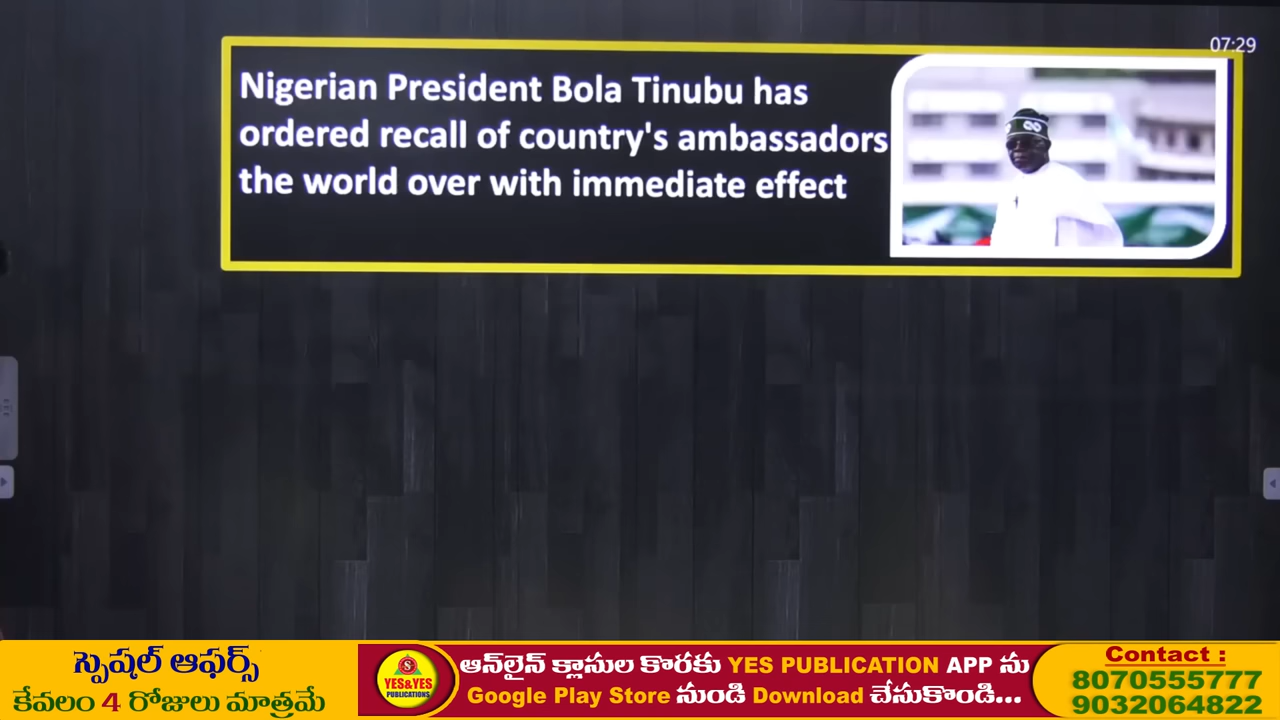 07:29
Nigerian President Bola Tinubu has
ordered recall of country's ambassadors
the world over with immediate effect
స్పెషల్ ఆఫర్స్
కేవలం 4 రోజులు మాత్రమే
S
YES&YES
PUBLICATIONS
ఆన్‌లైన్ క్లాసుల కొరకు YES PUBLICATION APP ను
Google Play Store నుండి Download చేసుకొండి...
Contact :
8070555777
9032064822